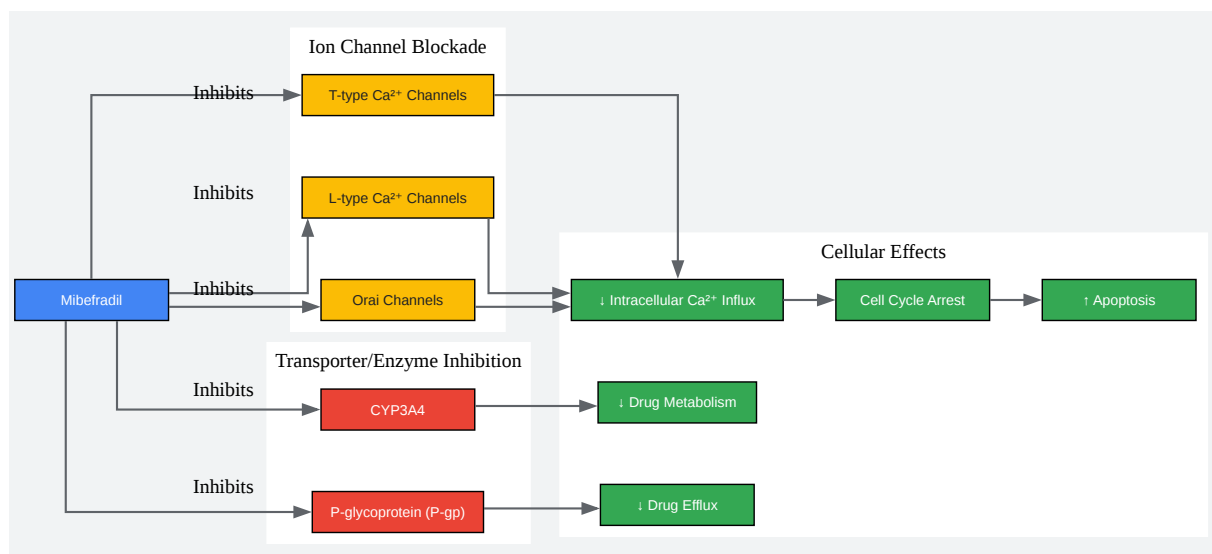 Ion Channel Blockade
Inhibits
T-type Ca²⁺ Channels
Inhibits
L-type Ca²⁺ Channels
Cellular Effects
Mibefradil
Inhibits
Orai Channels
↓ Intracellular Ca²⁺ Influx
Cell Cycle Arrest
↑ Apoptosis
Transporter/Enzyme Inhibition
Inhibits
CYP3A4
↓ Drug Metabolism
Inhibits
P-glycoprotein (P-gp)
↓ Drug Efflux